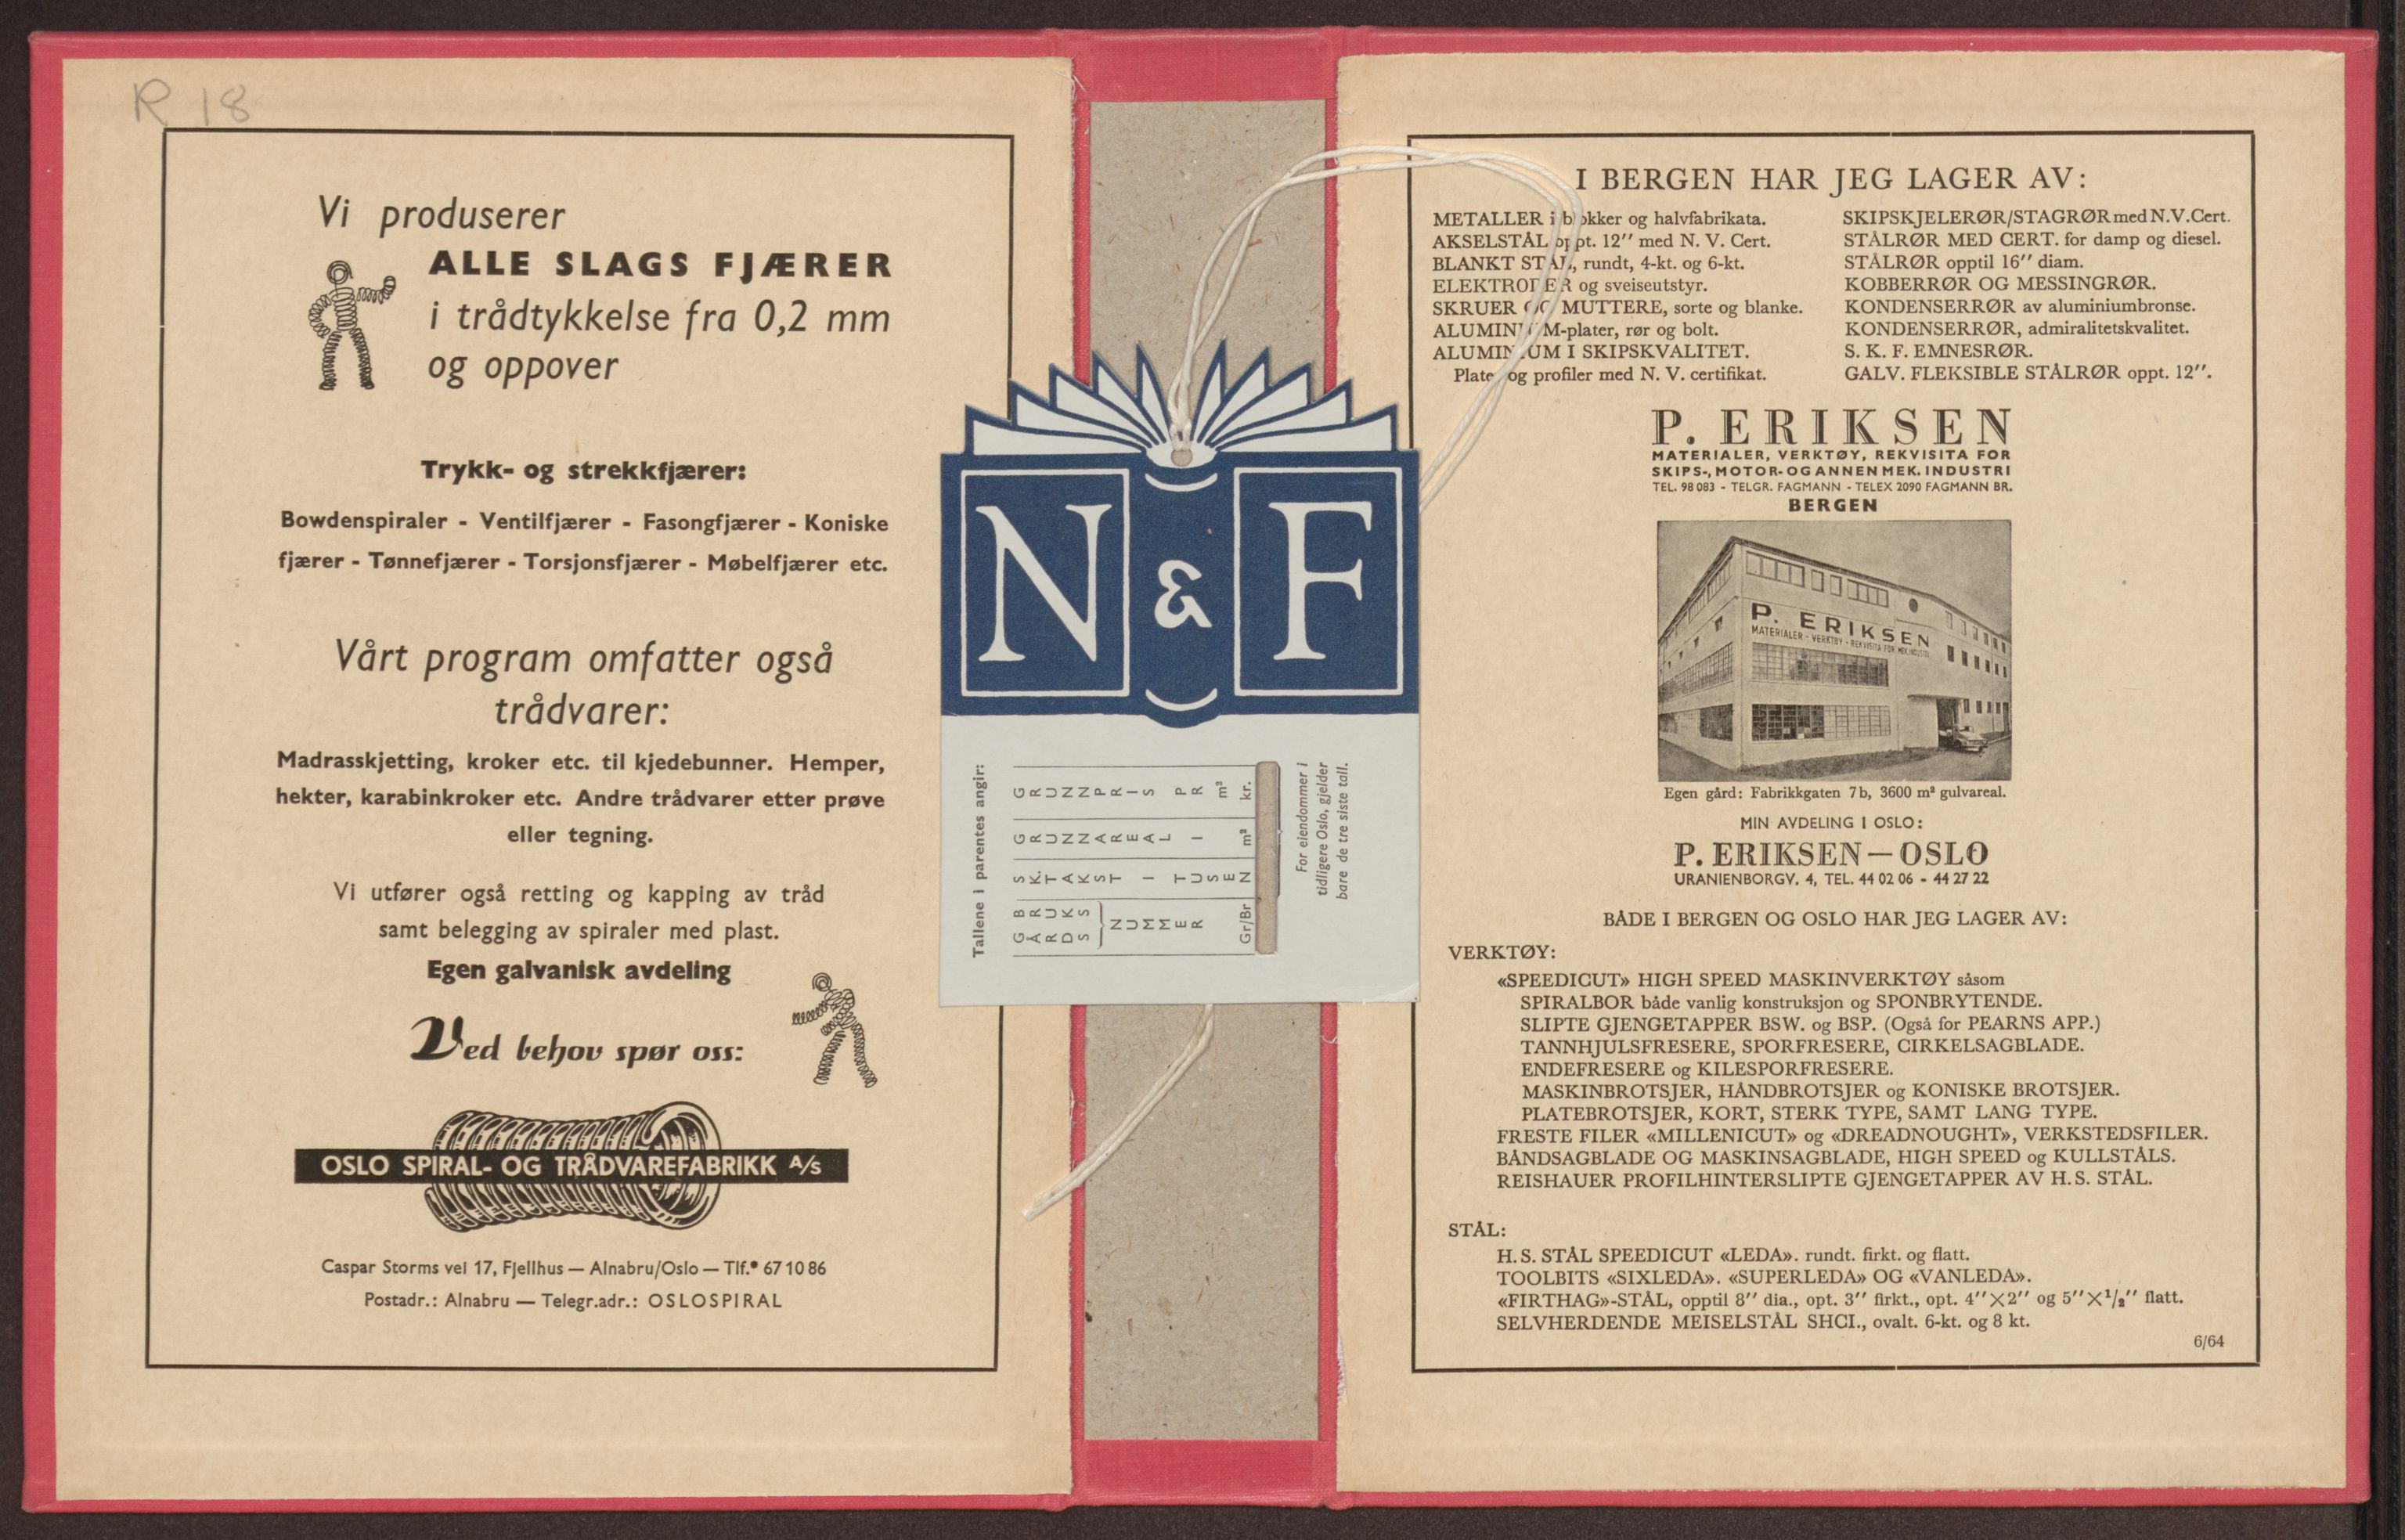 R 18
Vi produserer
ALLE SLAGS FJÆRER
i trådtykkelse fra 0,2 mm
og oppover
Trykk- og strekkfjærer:
Bowdenspiraler - Ventilfjærer - Fasongfjærer - Koniske
fjærer - Tønnefjærer - Torsjonsfjærer - Møbelfjærer etc.
Vårt program omfatter også
trådvarer:
Madrasskjetting, kroker etc. til kjedebunner. Hemper,
hekter, karabinkroker etc. Andre trådvarer etter prøve
eller tegning.
Vi utfører også retting og kapping av tråd
samt belegging av spiraler med plast.
Egen galvanisk avdeling
Ved behov spør oss:
OSLO SPIRAL- OG TRÅDVAREFABRIKK A/S
Caspar Storms vei 17, Fjellhus — Alnabru/Oslo — Tlf.* 67 10 86
Postadr.: Alnabru — Telegr.adr.: OSLOSPIRAL
N & F
Tallene i parentes angir:
GÅRDS
BRUKS
NUMMER
Gr/Br
SK. TAKST I TUSEN
GRUNNAREAL I
m²
GRUNNPRIS PR m²
kr.
For eiendommer i
tidligere Oslo, gjelder
bare de tre siste tall.
I BERGEN HAR JEG LAGER AV:
METALLER i blokker og halvfabrikata.
AKSELSTÅL oppt. 12″ med N. V. Cert.
BLANKT STÅL, rundt, 4-kt. og 6-kt.
ELEKTRODER og sveiseutstyr.
SKRUER OG MUTTERE, sorte og blanke.
ALUMINIUM-plater, rør og bolt.
ALUMINIUM I SKIPSKVALITET.
Plater og profiler med N. V. certifikat.
SKIPSKJELERØR/STAGRØR med N.V.Cert.
STÅLRØR MED CERT. for damp og diesel.
STÅLRØR opptil 16″ diam.
KOBBERRØR OG MESSINGRØR.
KONDENSERRØR av aluminiumbronse.
KONDENSERRØR, admiralitetskvalitet.
S. K. F. EMNESRØR.
GALV. FLEKSIBLE STÅLRØR oppt. 12″.
P. ERIKSEN
MATERIALER, VERKTØY, REKVISITA FOR
SKIPS-, MOTOR- OG ANNEN MEK. INDUSTRI
TEL. 98 083 - TELGR. FAGMANN - TELEX 2090 FAGMANN BR.
BERGEN
P. ERIKSEN
MATERIALER - VERKTØY - REKVISITA FOR MEK. INDUSTRI
Egen gård: Fabrikkgaten 7b, 3600 m² gulvareal.
MIN AVDELING I OSLO:
P. ERIKSEN — OSLO
URANIENBORGV. 4, TEL. 44 02 06 - 44 27 22
BÅDE I BERGEN OG OSLO HAR JEG LAGER AV:
VERKTØY:
«SPEEDICUT» HIGH SPEED MASKINVERKTØY såsom
SPIRALBOR både vanlig konstruksjon og SPONBRYTENDE.
SLIPTE GJENGETAPPER BSW. og BSP. (Også for PEARNS APP.)
TANNHJULSFRESERE, SPORFRESERE, CIRKELSAGBLADE.
ENDEFRESERE og KILESPORFRESERE.
MASKINBROTSJER, HÅNDBROTSJER og KONISKE BROTSJER.
PLATEBROTSJER, KORT, STERK TYPE, SAMT LANG TYPE.
FRESTE FILER «MILLENICUT» og «DREADNOUGHT», VERKSTEDSFILER.
BÅNDSAGBLADE OG MASKINSAGBLADE, HIGH SPEED og KULLSTÅLS.
REISHAUER PROFILHINTERSLIPTE GJENGETAPPER AV H. S. STÅL.
STÅL:
H. S. STÅL SPEEDICUT «LEDA». rundt. firkt. og flatt.
TOOLBITS «SIXLEDA». «SUPERLEDA» OG «VANLEDA».
«FIRTHAG»-STÅL, opptil 8″ dia., opt. 3″ firkt., opt. 4″×2″ og 5″×1/2″ flatt.
SELVHERDENDE MEISELSTÅL SHCI., ovalt. 6-kt. og 8 kt.
6/64